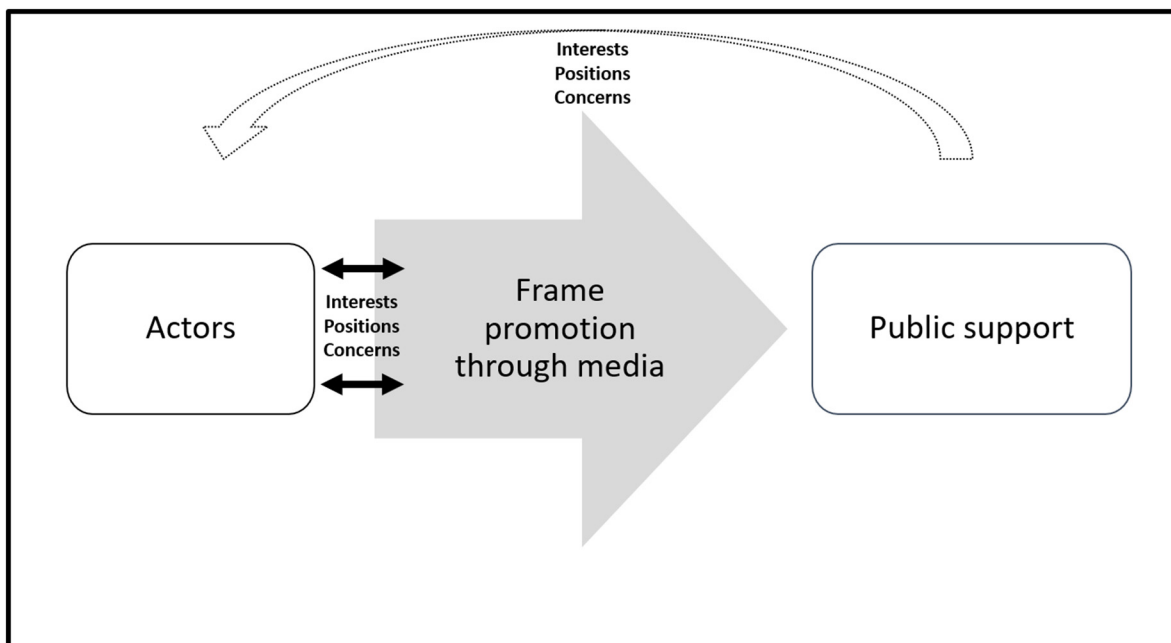 Interests
Positions
Concerns
Actors
Interests
Positions
Concerns
Frame
promotion
through media
Public support